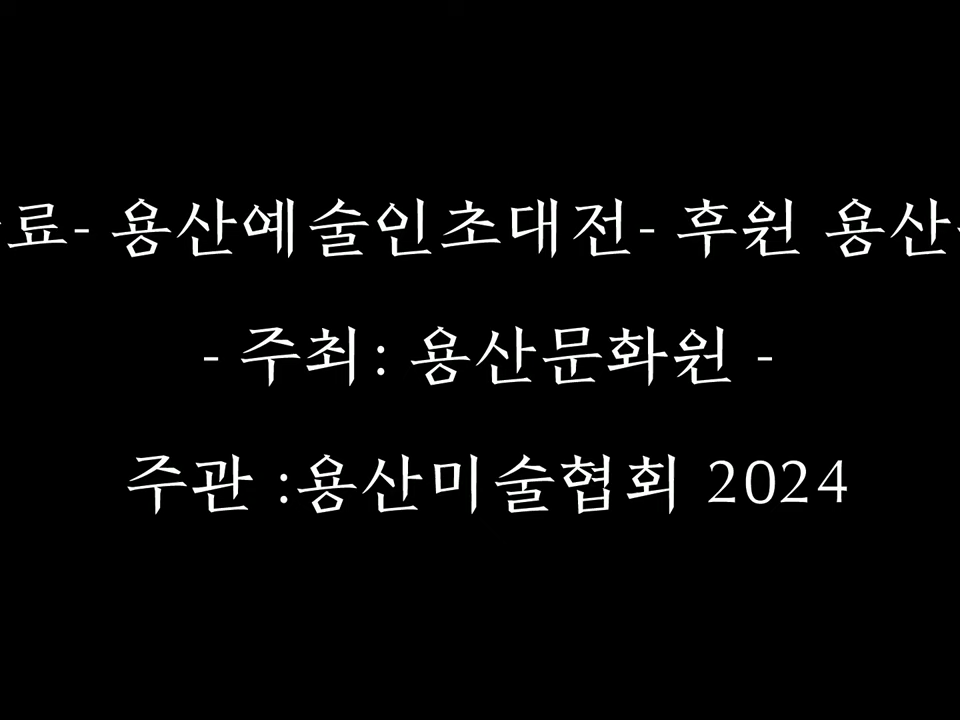 료- 용산예술인초대전- 후원 용산
- 주최: 용산문화원 -
주관 :용산미술협회 2024